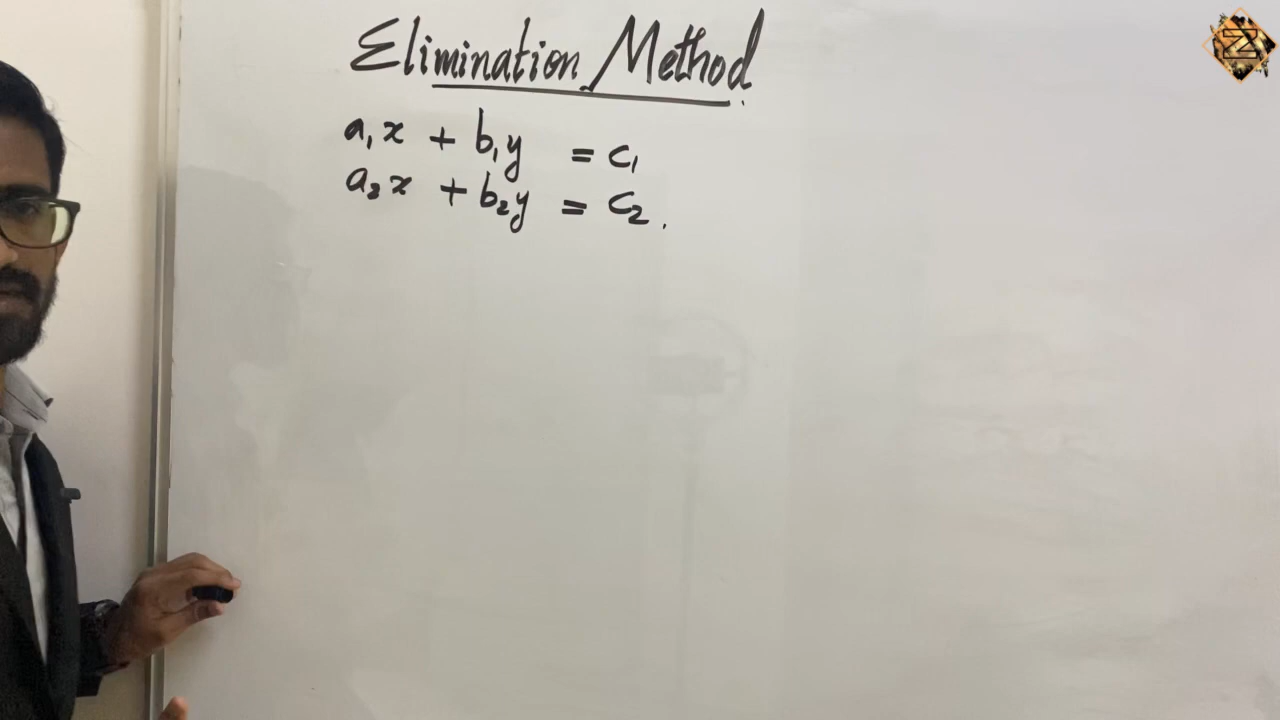 Elimination Method.
a₁x + b₁y = c₁
a₂x + b₂y = c₂.